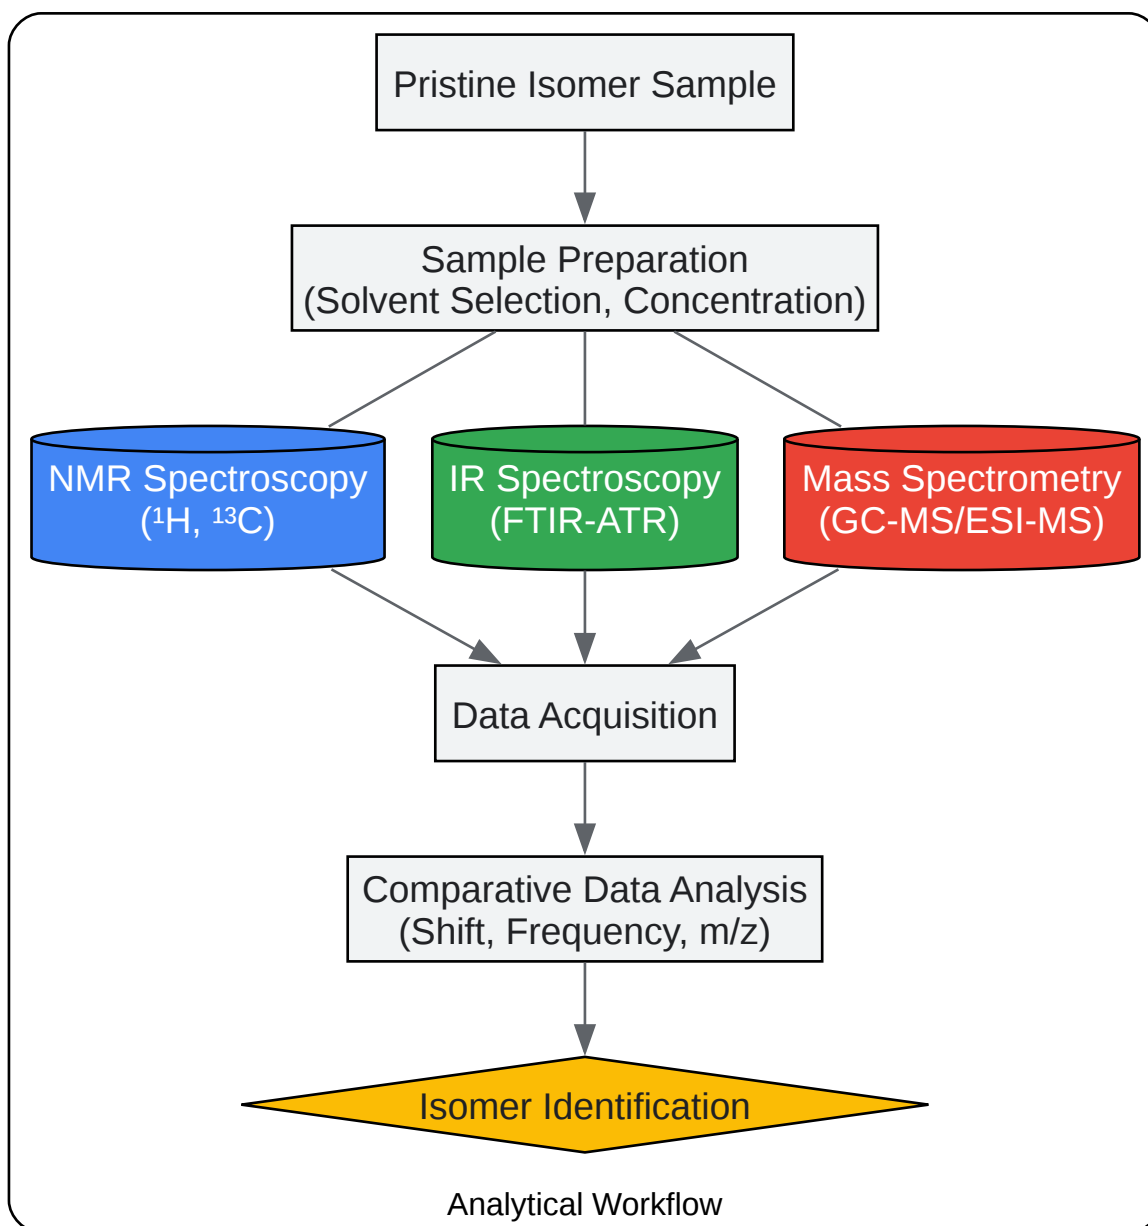 Pristine Isomer Sample
Sample Preparation
(Solvent Selection, Concentration)
NMR Spectroscopy
(¹H, ¹³C)
IR Spectroscopy
(FTIR-ATR)
Mass Spectrometry
(GC-MS/ESI-MS)
Data Acquisition
Comparative Data Analysis
(Shift, Frequency, m/z)
Isomer Identification
Analytical Workflow